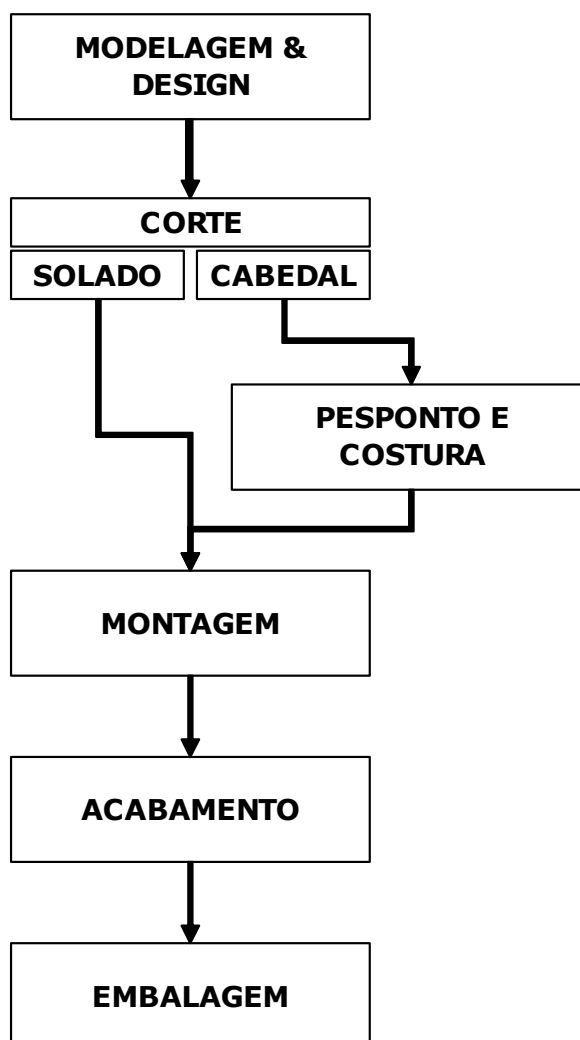 MODELAGEM &
DESIGN
CORTE
SOLADO
CABEDAL
PESPONTO E
COSTURA
MONTAGEM
ACABAMENTO
EMBALAGEM